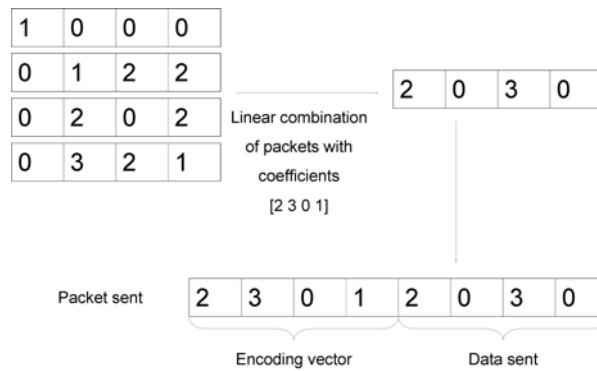 1 0 0 0
0 1 2 2
0 2 0 2
0 3 2 1
Linear combination
of packets with
coefficients
[2 3 0 1]
2 0 3 0
Packet sent
2 3 0 1 2 0 3 0
Encoding vector
Data sent